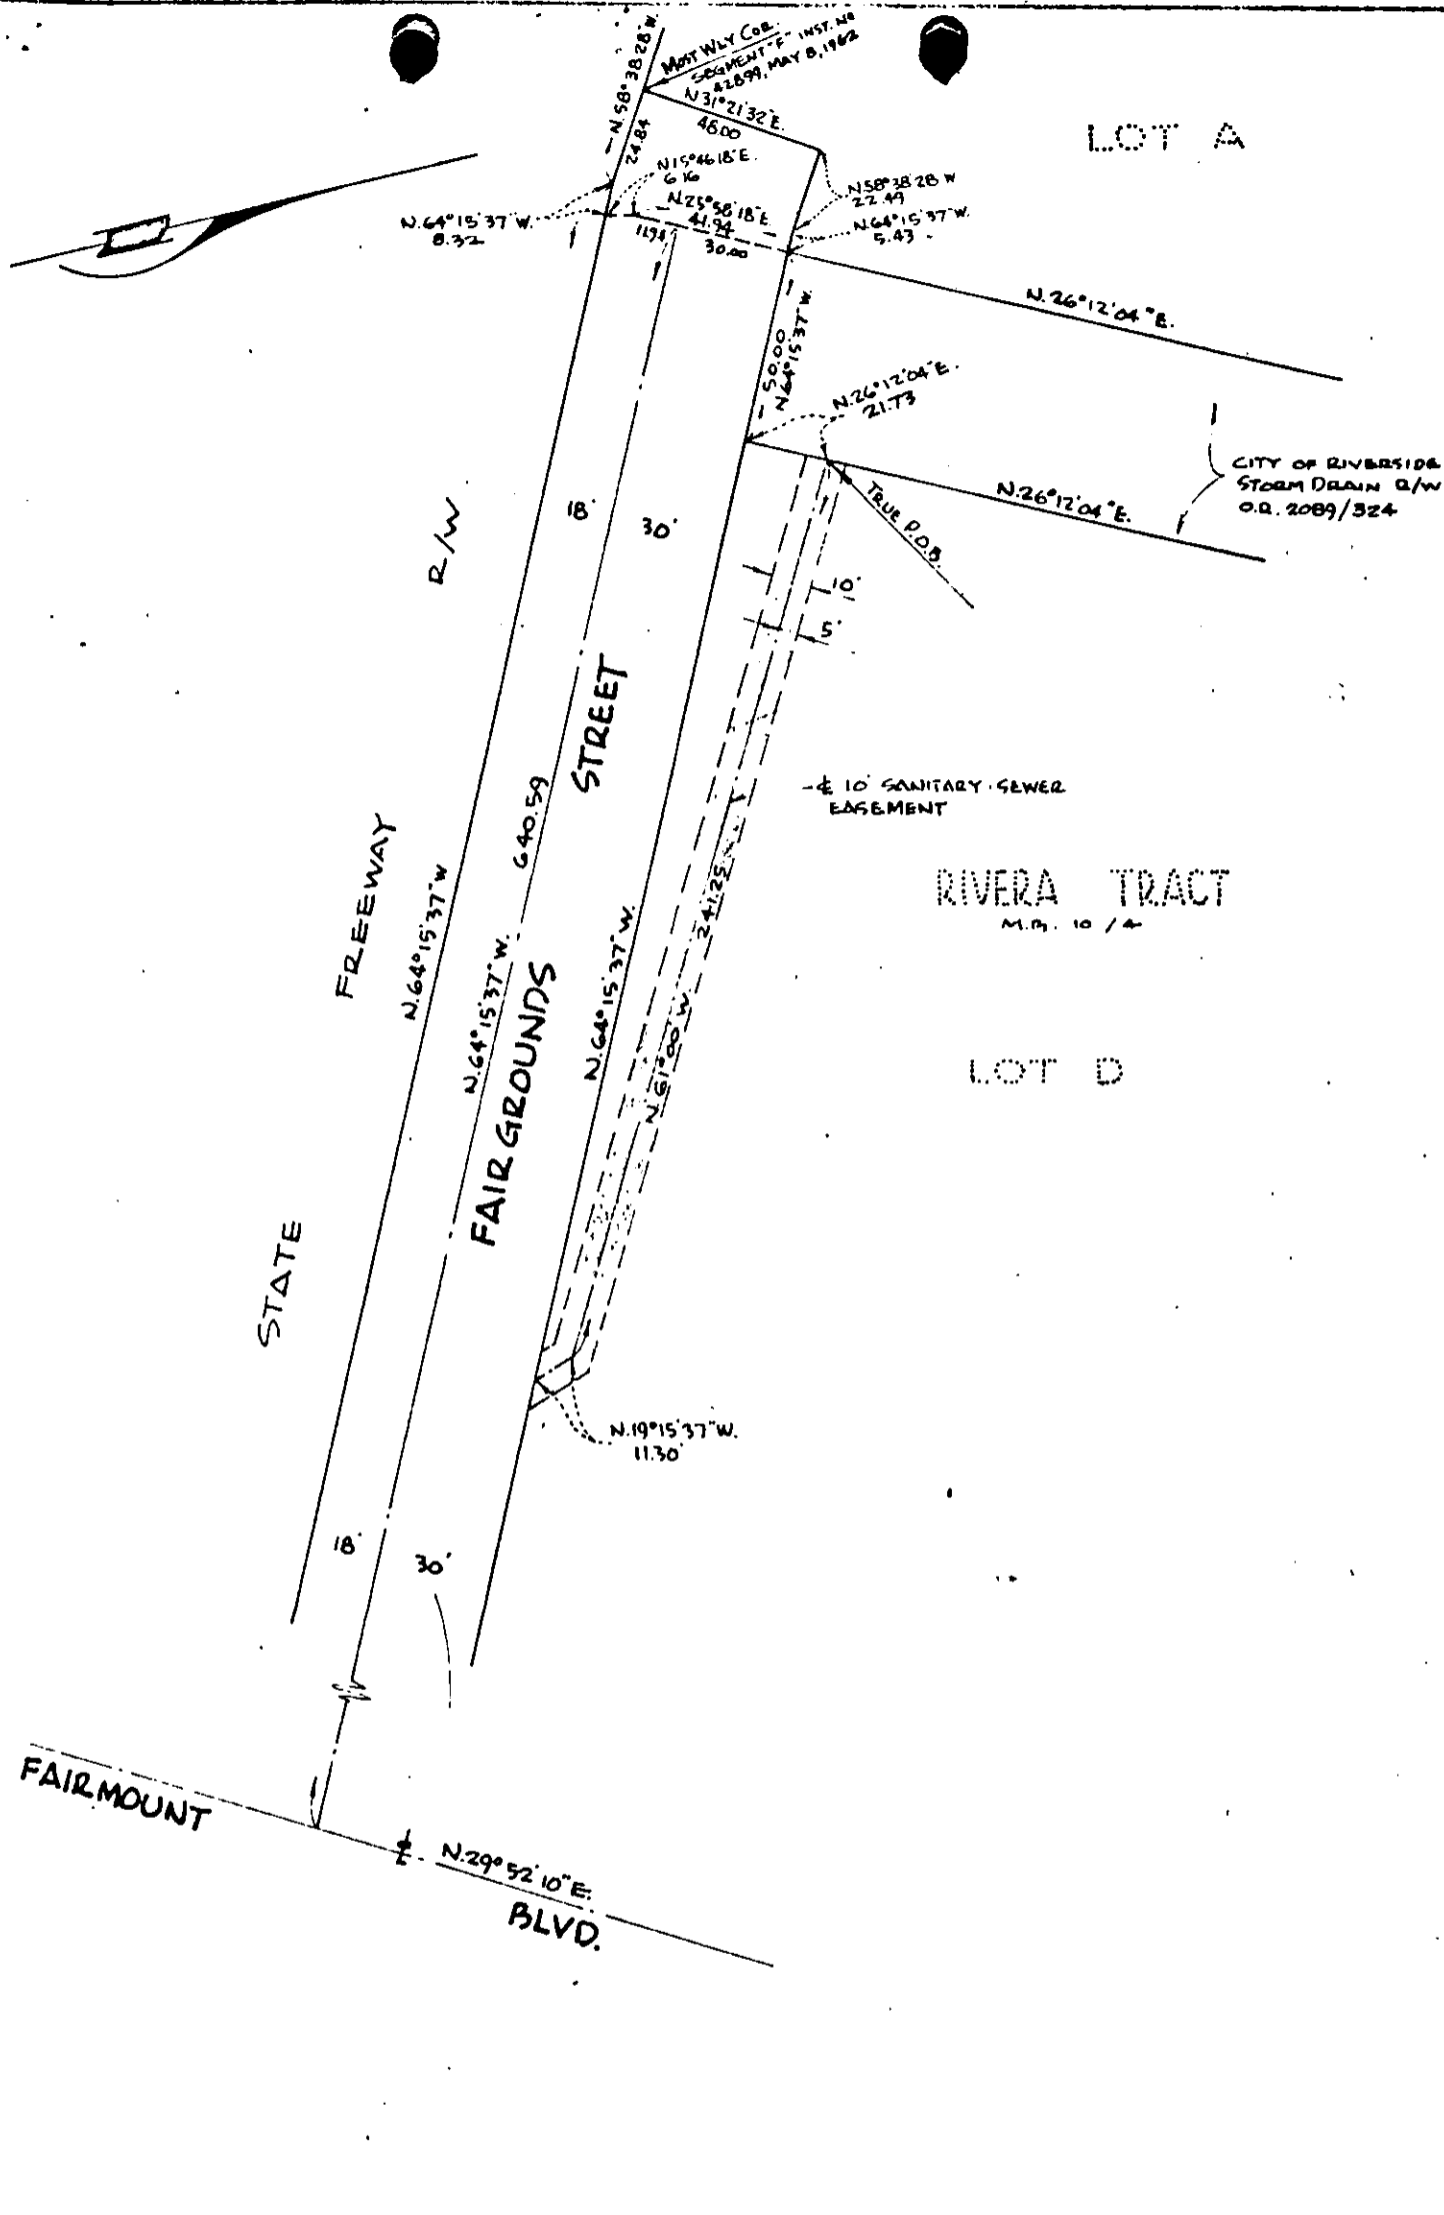 MOST WLY COR.
SEGMENT "F" INST. NO
42899, MAY 8, 1962
N.58°38'28"W.
24.84
N31°21'32"E.
48.00
LOT A
N15°46'18"E.
6.16
N.25°58'18"E.
41.94
11.94
30.00
N.58°38'28 W
22.49
N.64°15'37"W.
5.43
N.64°15'37"W.
8.32
N.26°12'04"E.
50.00
N64°15'37"W.
N.26°12'04"E.
21.73
CITY OF RIVERSIDE
STORM DRAIN R/W
O.R. 2089/324
N.26°12'04"E.
TRUE P.O.B.
R/W
18'
30'
10'
5'
STREET
℄ 10' SANITARY SEWER
EASEMENT
640.59
FREEWAY
N.64°15'37"W
241.25
RIVERA TRACT
M.B. 10/4
N.64°15'37"W.
N.64°15'37"W.
FAIRGROUNDS
N.61°00'W.
LOT D
STATE
N.19°15'37"W.
11.30'
18'
30'
FAIRMOUNT
℄
N.29°52'10"E.
BLVD.